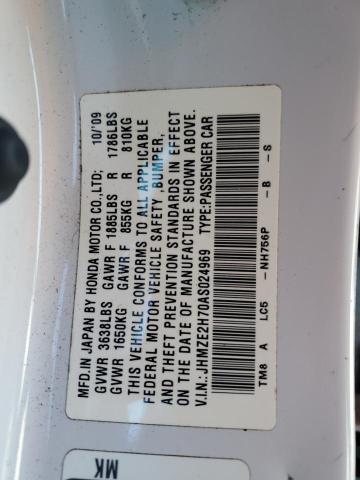 MFD.IN JAPAN BY HONDA MOTOR CO.,LTD; 10/'09
GVWR 3638LBS GAWR F 1885LBS R 1786LBS
GVWR 1650KG GAWR F 855KG R 810KG
THIS VEHICLE CONFORMS TO ALL APPLICABLE
FEDERAL MOTOR VEHICLE SAFETY ,BUMPER,
AND THEFT PREVENTION STANDARDS IN EFFECT
ON THE DATE OF MANUFACTURE SHOWN ABOVE.
V.I.N.: JHMZE2H70AS024969 TYPE:PASSENGER CAR
TM8 A LC5 -NH756P -B -S
MK